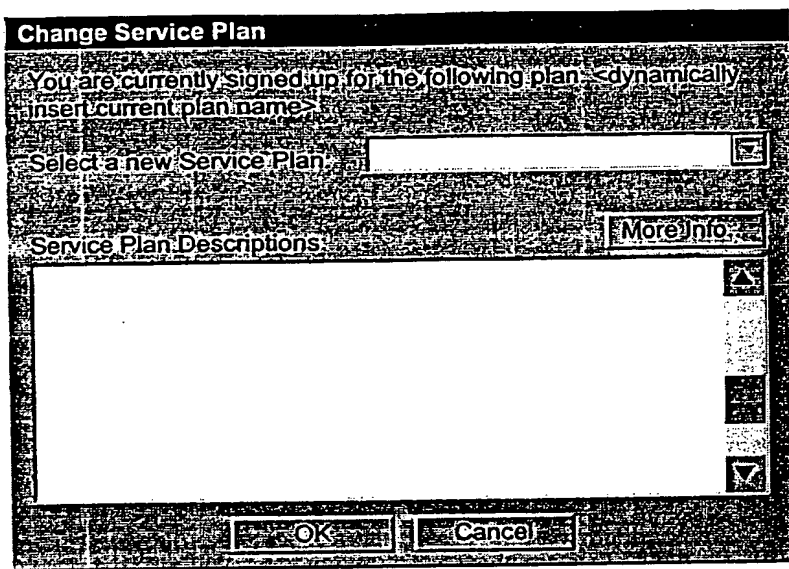 Change Service Plan
You are currently signed up for the following plan: <dynamically
insert current plan name>
Select a new Service Plan:
More Info...
Service Plan Descriptions:
OK
Cancel